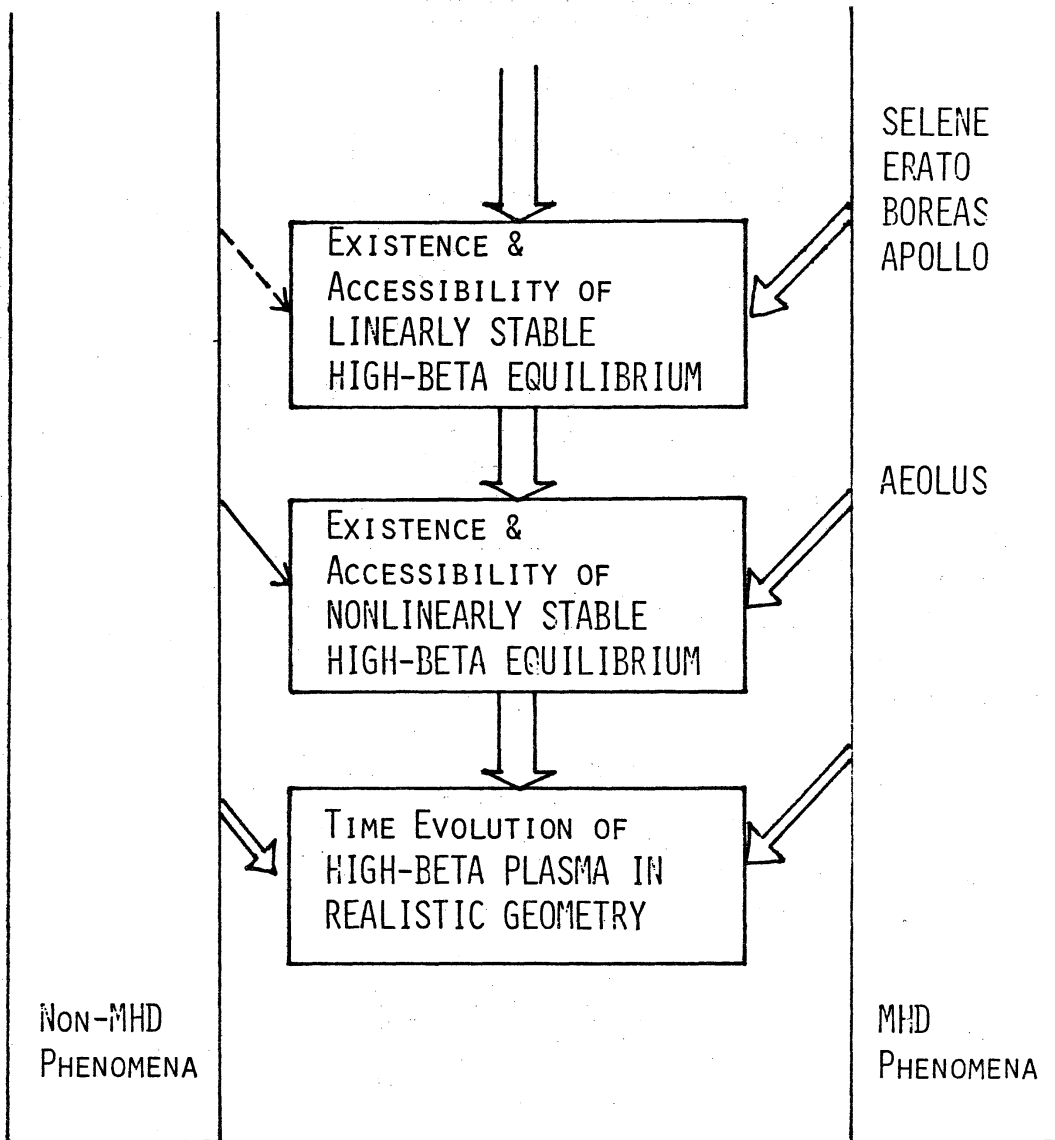 SELENE
ERATO
BOREAS
APOLLO
EXISTENCE &
ACCESSIBILITY OF
LINEARLY STABLE
HIGH-BETA EQUILIBRIUM
AEOLUS
EXISTENCE &
ACCESSIBILITY OF
NONLINEARLY STABLE
HIGH-BETA EQUILIBRIUM
TIME EVOLUTION OF
HIGH-BETA PLASMA IN
REALISTIC GEOMETRY
NON-MHD
PHENOMENA
MHD
PHENOMENA